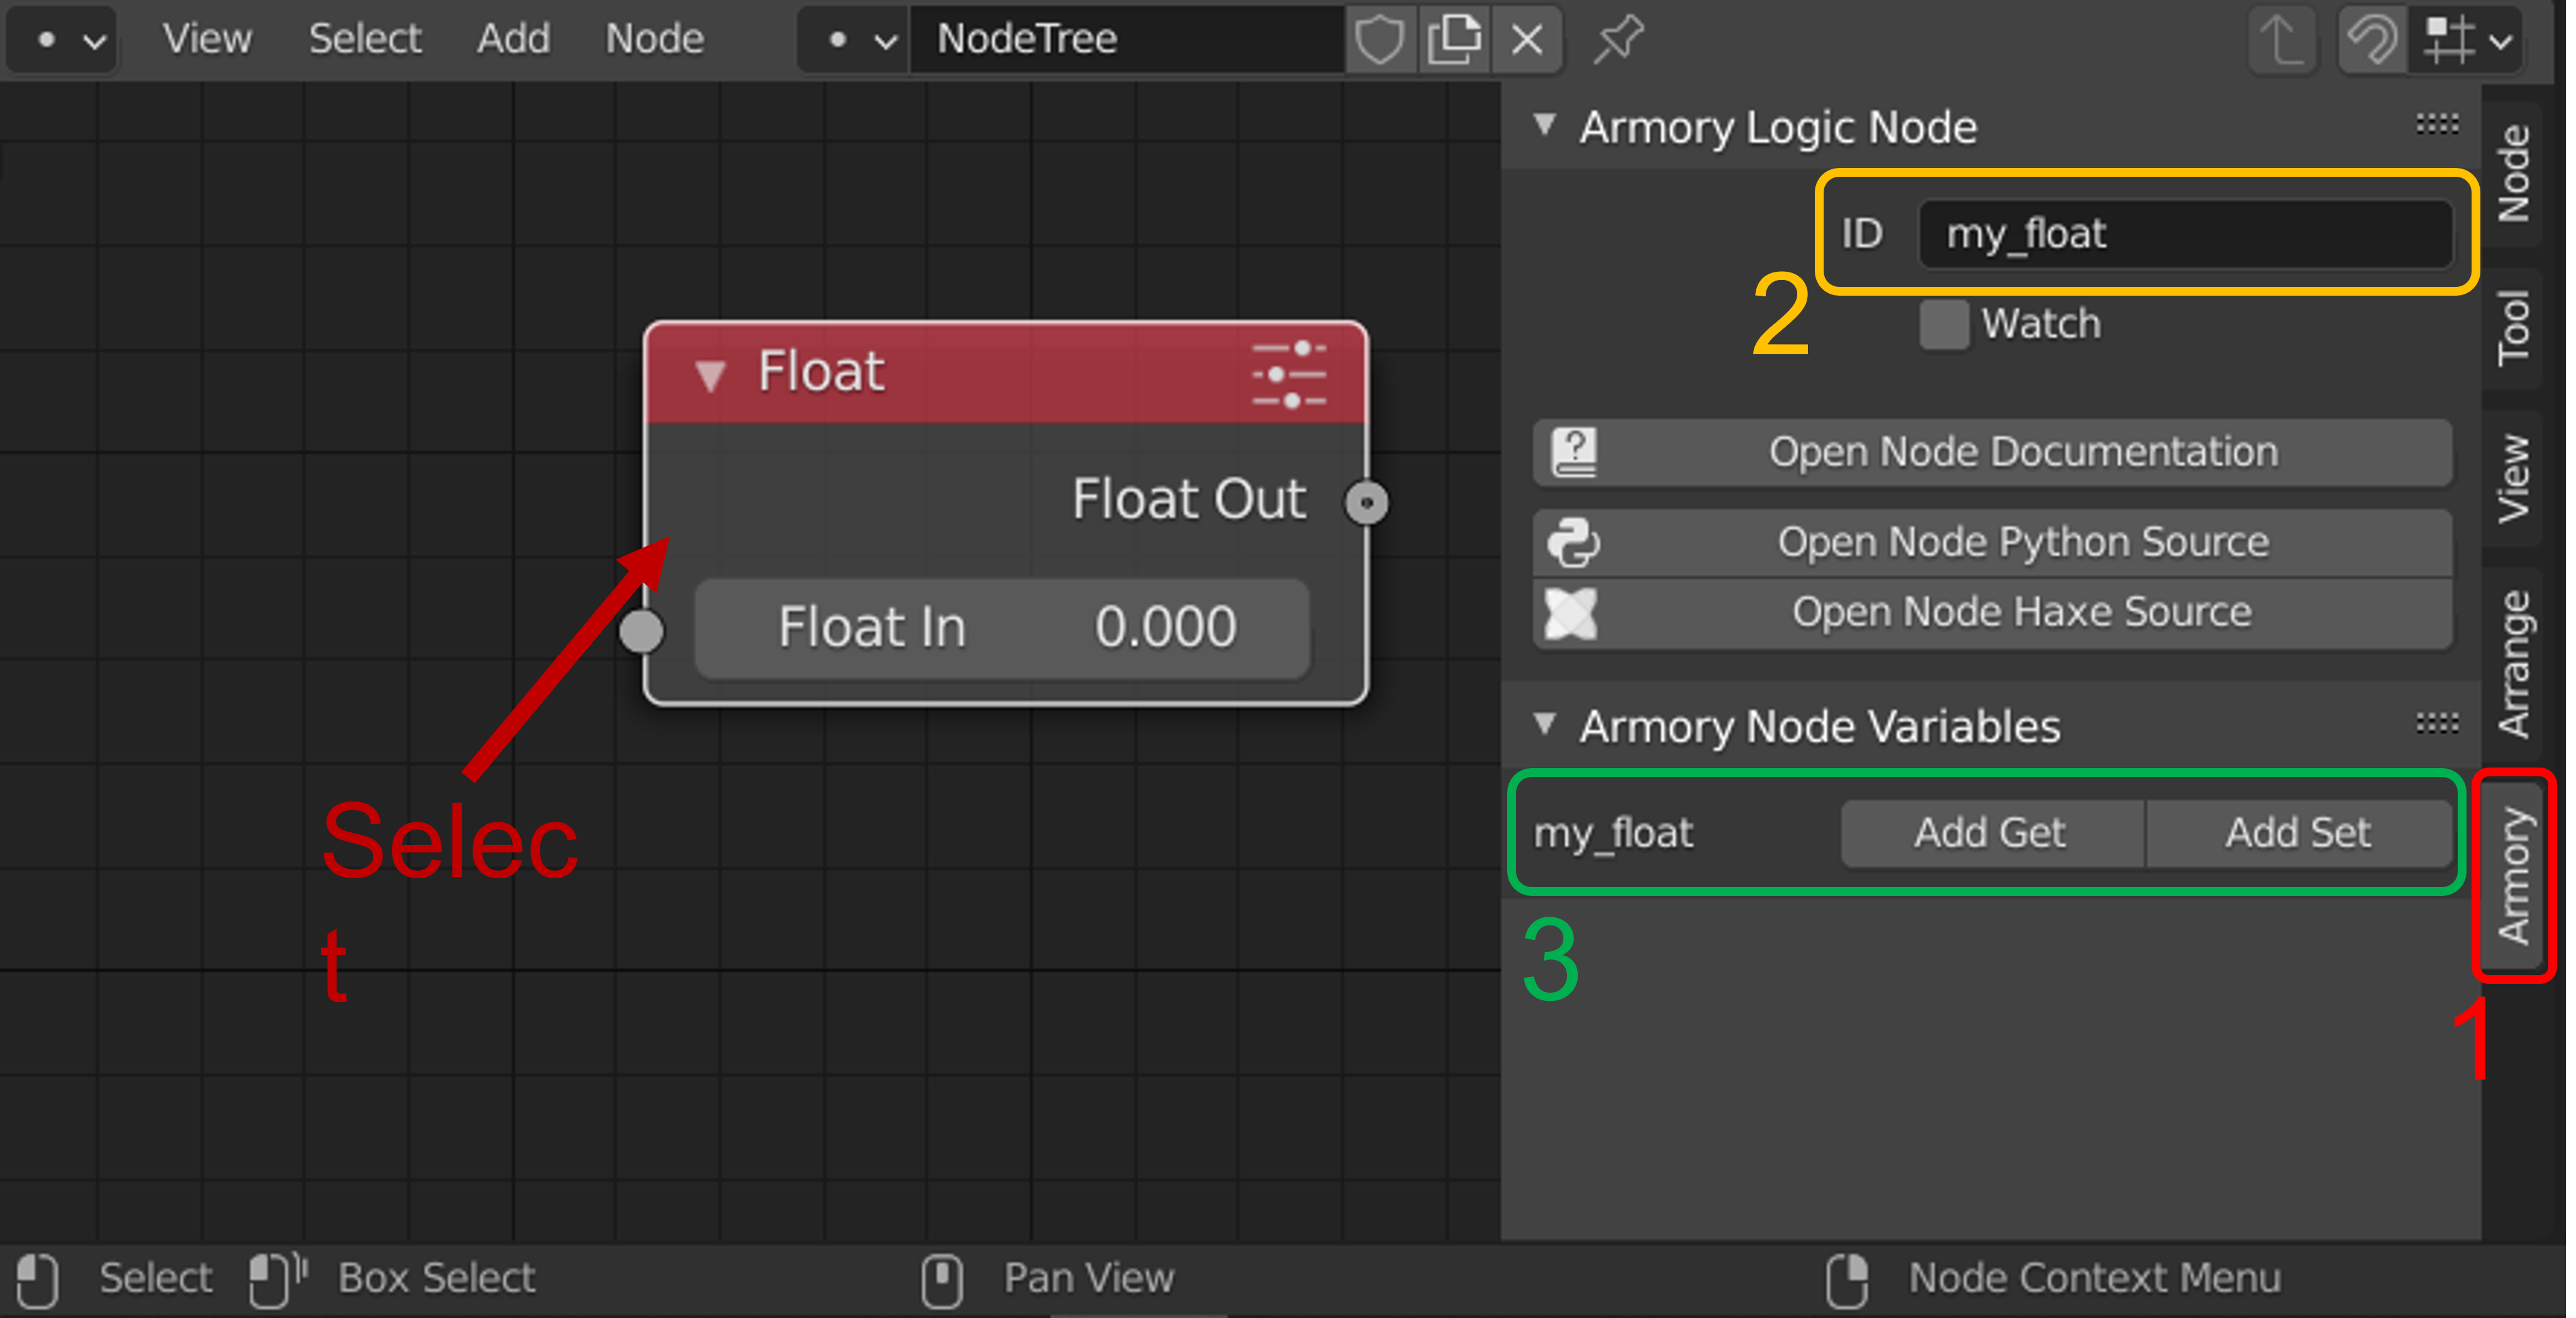 View Select Add Node NodeTree
Armory Logic Node
ID my_float
2
Watch
Open Node Documentation
Open Node Python Source
Open Node Haxe Source
Float
Float Out
Float In 0.000
Selec
t
Armory Node Variables
my_float Add Get Add Set
3
1
Node
Tool
View
Arrange
Armory
Select Box Select Pan View Node Context Menu